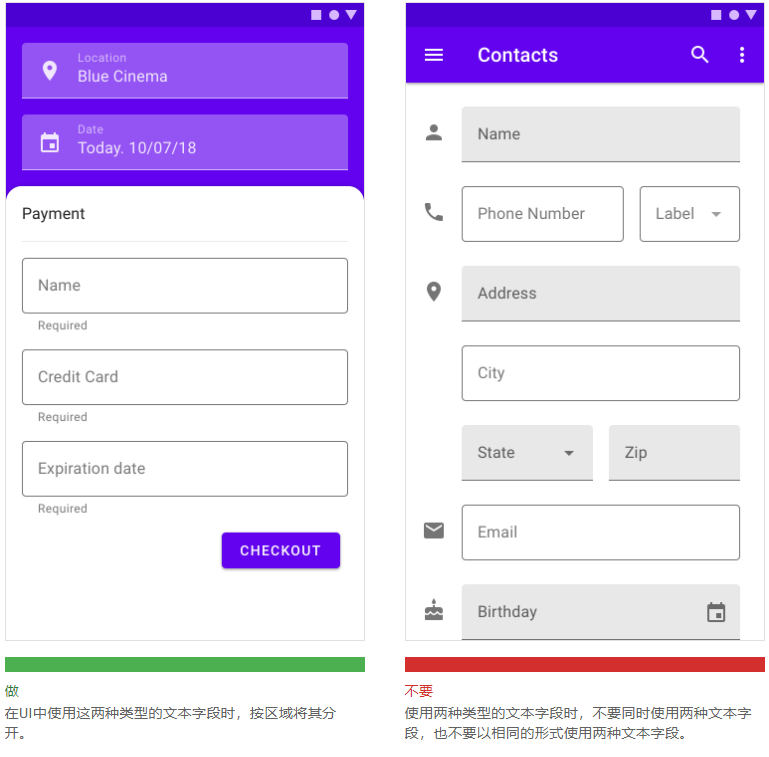 Location
Blue Cinema
Date
Today. 10/07/18
Payment
Name
Required
Credit Card
Required
Expiration date
Required
CHECKOUT
做
在UI中使用这两种类型的文本字段时，按区域将其分
开。
Contacts
Name
Phone Number
Label
Address
City
State
Zip
Email
Birthday
不要
使用两种类型的文本字段时，不要同时使用两种文本字
段，也不要以相同的形式使用两种文本字段。